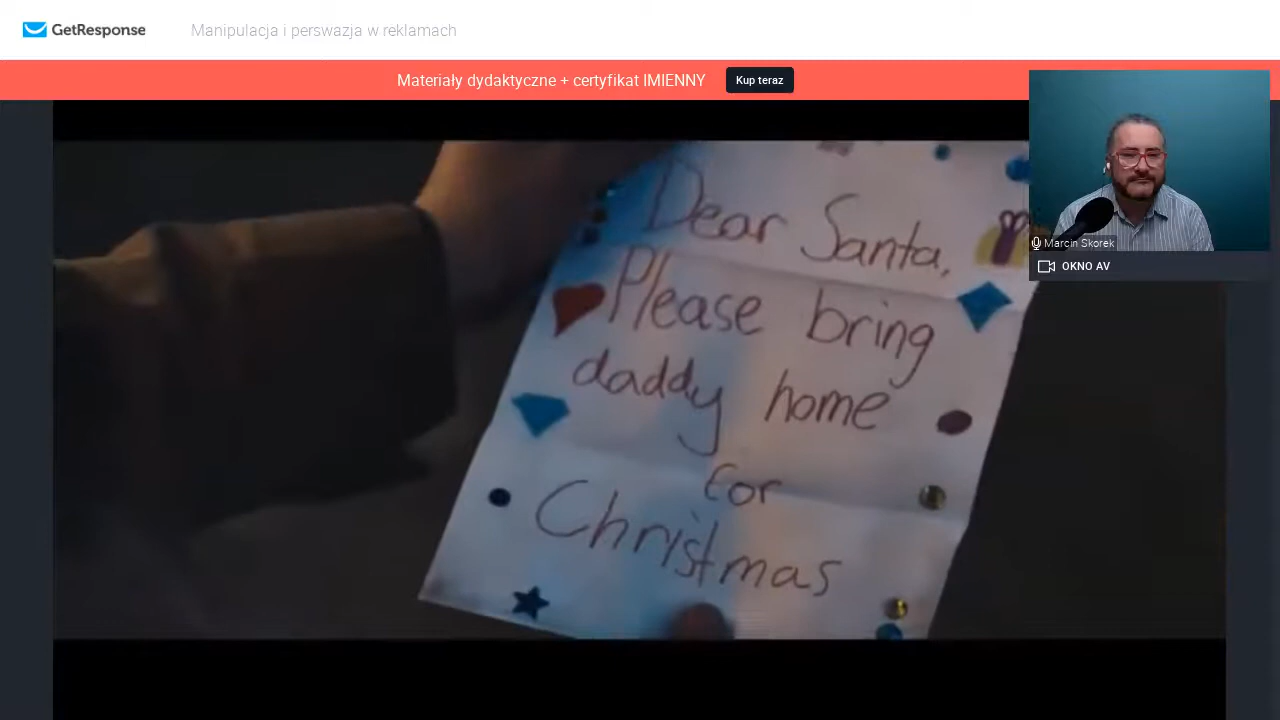 GetResponse
Manipulacja i perswazja w reklamach
Materiały dydaktyczne + certyfikat IMIENNY
Kup teraz
Dear Santa,
Please bring
daddy home
for
Christmas
Marcin Skorek
OKNO AV